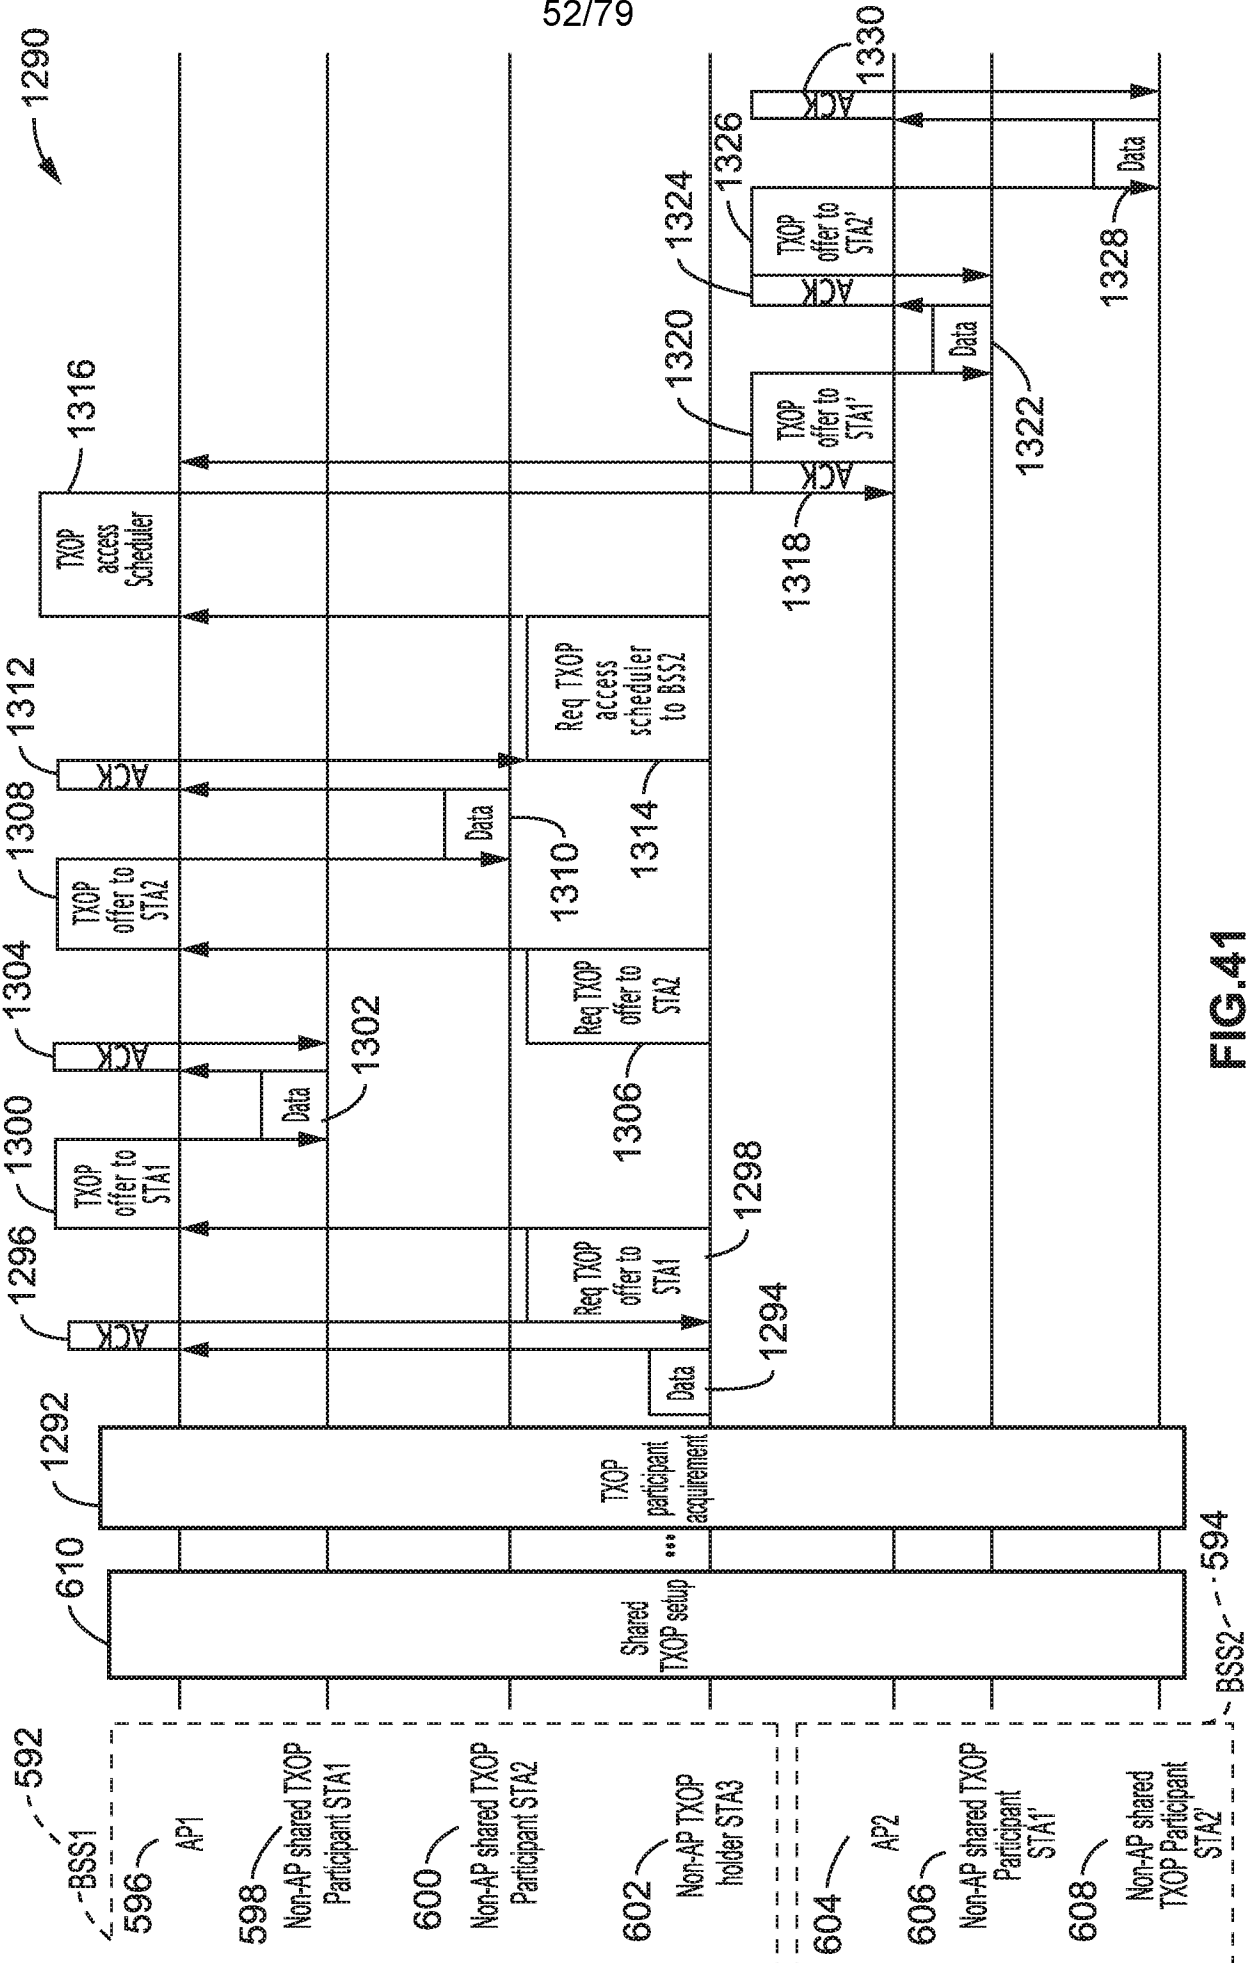 52/79
1290
592
BSS1
596
AP1
598
Non-AP shared TXOP
Participant STA1
600
Non-AP shared TXOP
Participant STA2
602
Non-AP TXOP
holder STA3
604
AP2
606
Non-AP shared TXOP
Participant
STA1'
608
Non-AP shared
TXOP Participant
STA2'
BSS2
594
610
Shared
TXOP setup
...
1292
TXOP
participant
acquirement
Data
1294
1296
ACK
Req TXOP
offer to
STA1
1298
1300
TXOP
offer to
STA1
Data
1302
1304
ACK
Req TXOP
offer to
STA2
1306
1308
TXOP
offer to
STA2
Data
1310
1312
ACK
Req TXOP
access
scheduler
to BSS2
1314
1316
TXOP
access
Scheduler
ACK
1318
1320
TXOP
offer to
STA1'
Data
1322
1324
ACK
1326
TXOP
offer to
STA2'
Data
1328
ACK
1330
FIG.41